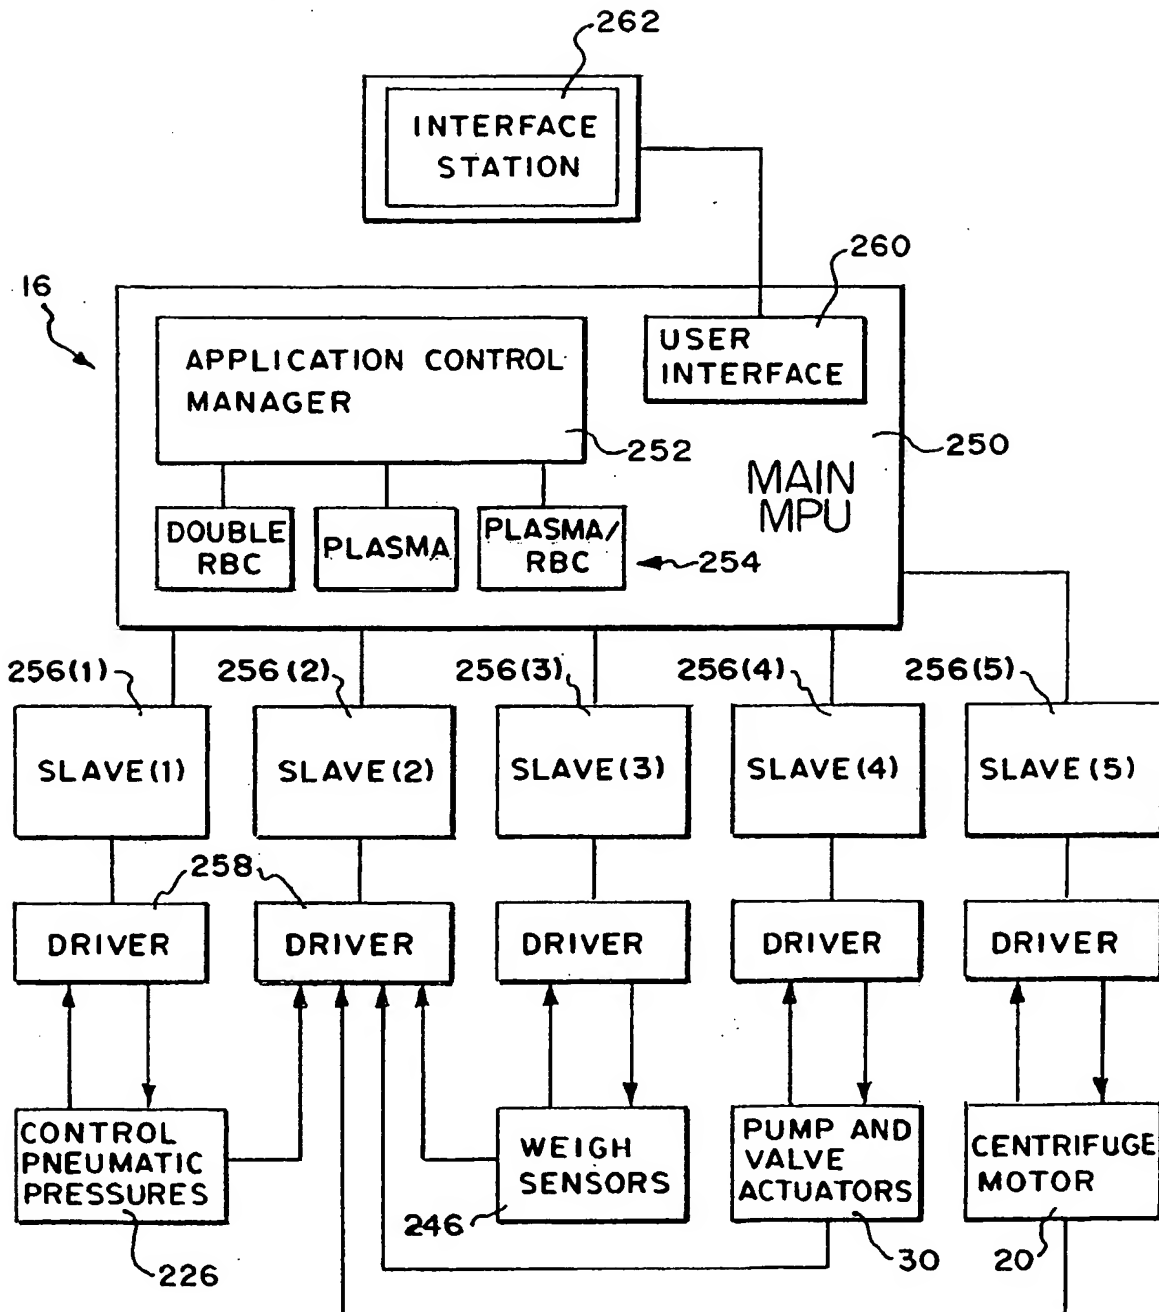 262
INTERFACE
STATION
260
16
APPLICATION CONTROL
MANAGER
USER
INTERFACE
252
250
MAIN
MPU
DOUBLE
RBC
PLASMA
PLASMA/
RBC
254
256(1)
256(2)
256(3)
256(4)
256(5)
SLAVE(1)
SLAVE(2)
SLAVE(3)
SLAVE(4)
SLAVE(5)
258
DRIVER
DRIVER
DRIVER
DRIVER
DRIVER
CONTROL
PNEUMATIC
PRESSURES
WEIGH
SENSORS
PUMP AND
VALVE
ACTUATORS
CENTRIFUGE
MOTOR
226
246
30
20